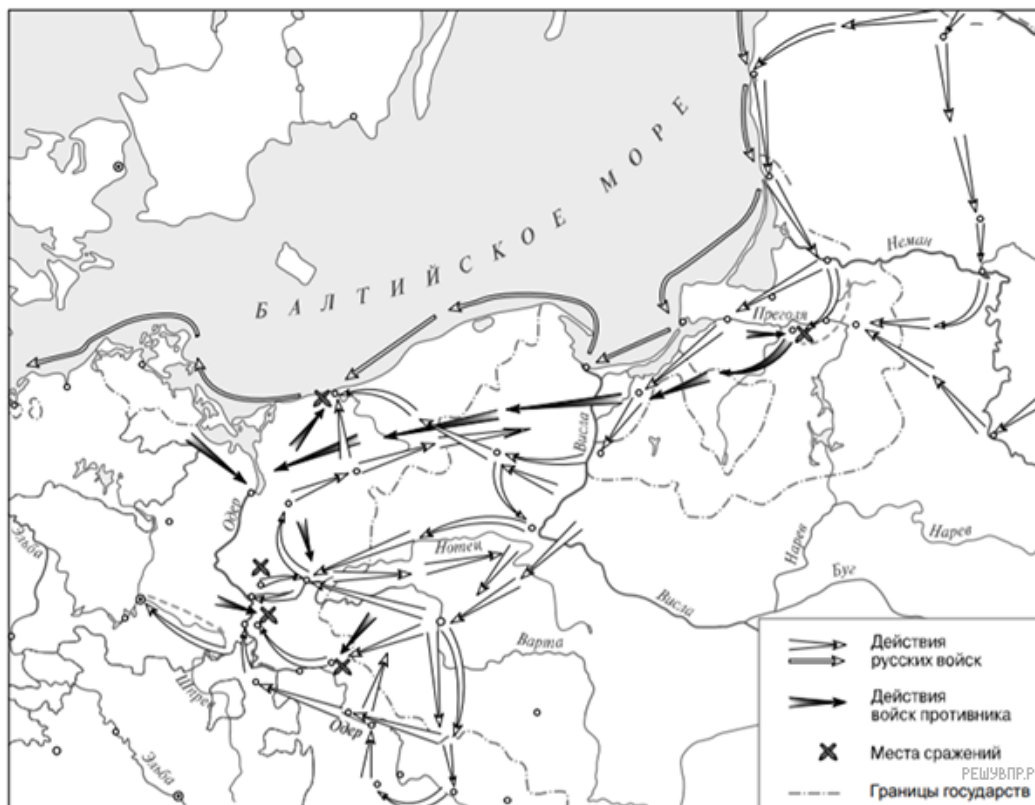 БАЛТИЙСКОЕ МОРЕ
Неман
Преголя
Висла
Одер
Эльба
Нотец
Нарев
Нарев
Буг
Висла
Варта
Шпрее
Одер
Эльба
Действия
русских войск
Действия
войск противника
Места сражений
РЕШУВПР.Р
Границы государств